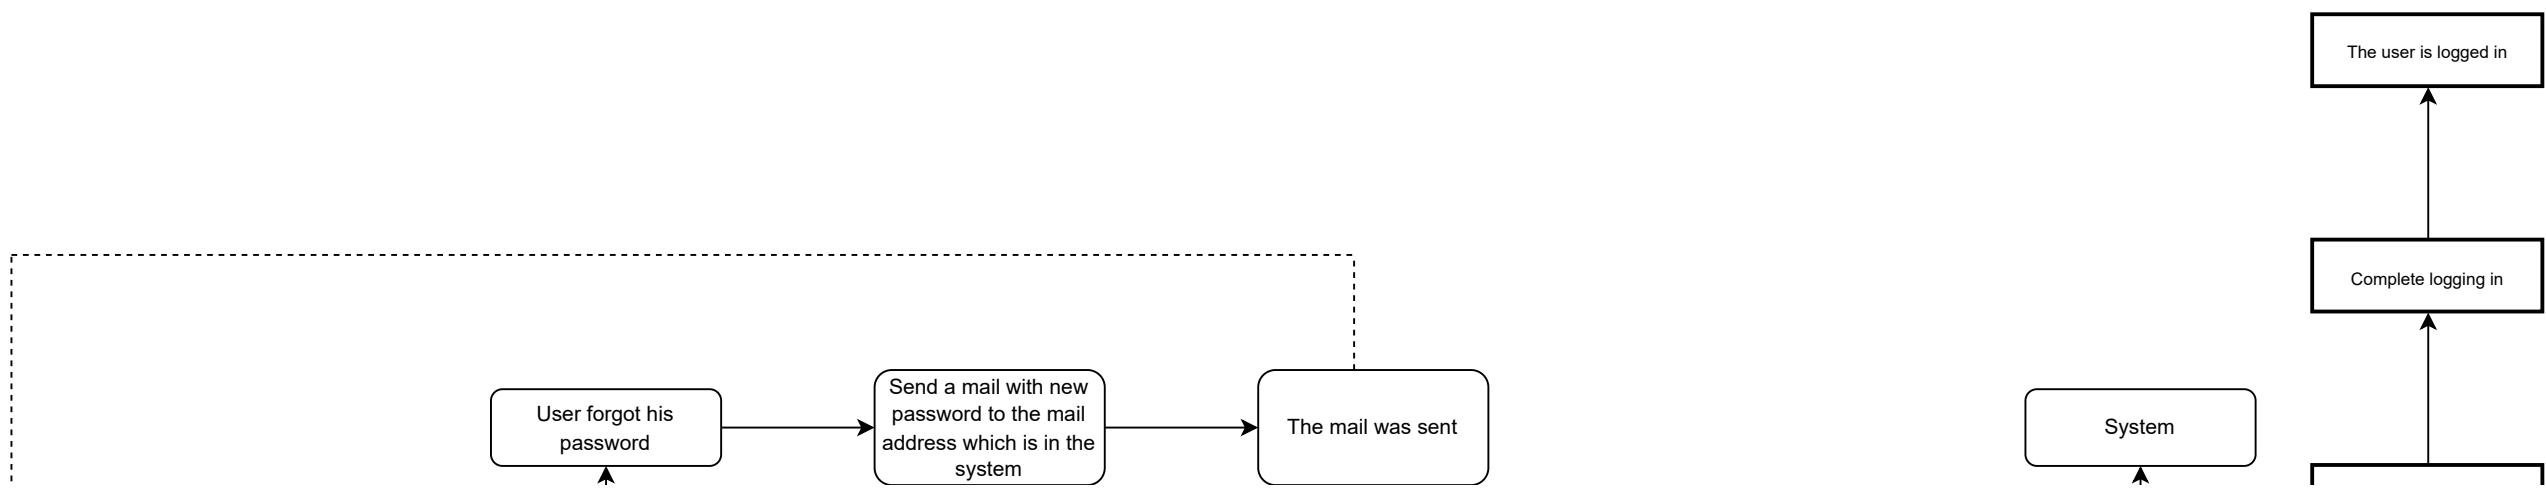 The user is logged in
Complete logging in
User forgot his
password
Send a mail with new
password to the mail
address which is in the
system
The mail was sent
System